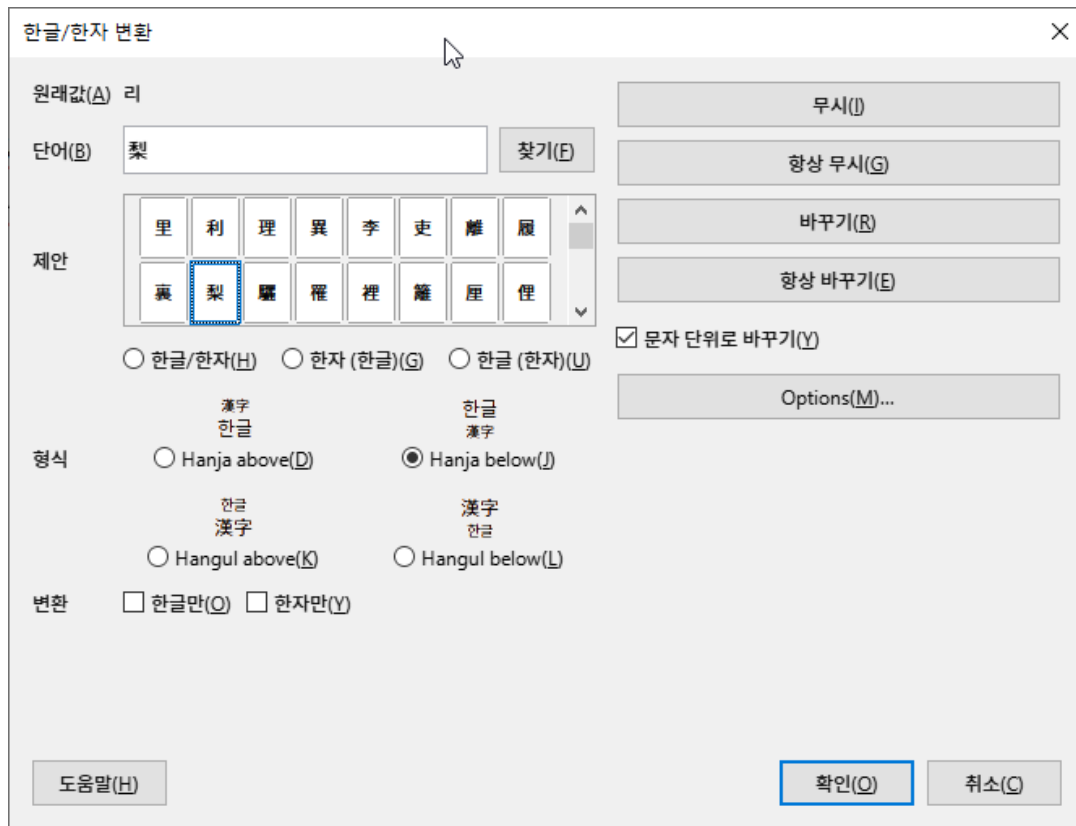 한글/한자 변환
원래값(A) 리
무시(I)
단어(B) 梨 찾기(F)
항상 무시(G)
제안
里 利 理 異 李 吏 離 履
裏 梨 驪 罹 裡 籬 厘 俚
바꾸기(R)
항상 바꾸기(E)
문자 단위로 바꾸기(Y)
Options(M)...
한글/한자(H) 한자 (한글)(G) 한글 (한자)(U)
형식
漢字
한글
Hanja above(D)
한글
漢字
Hanja below(J)
한글
漢字
Hangul above(K)
漢字
한글
Hangul below(L)
변환 한글만(O) 한자만(Y)
도움말(H) 확인(O) 취소(C)